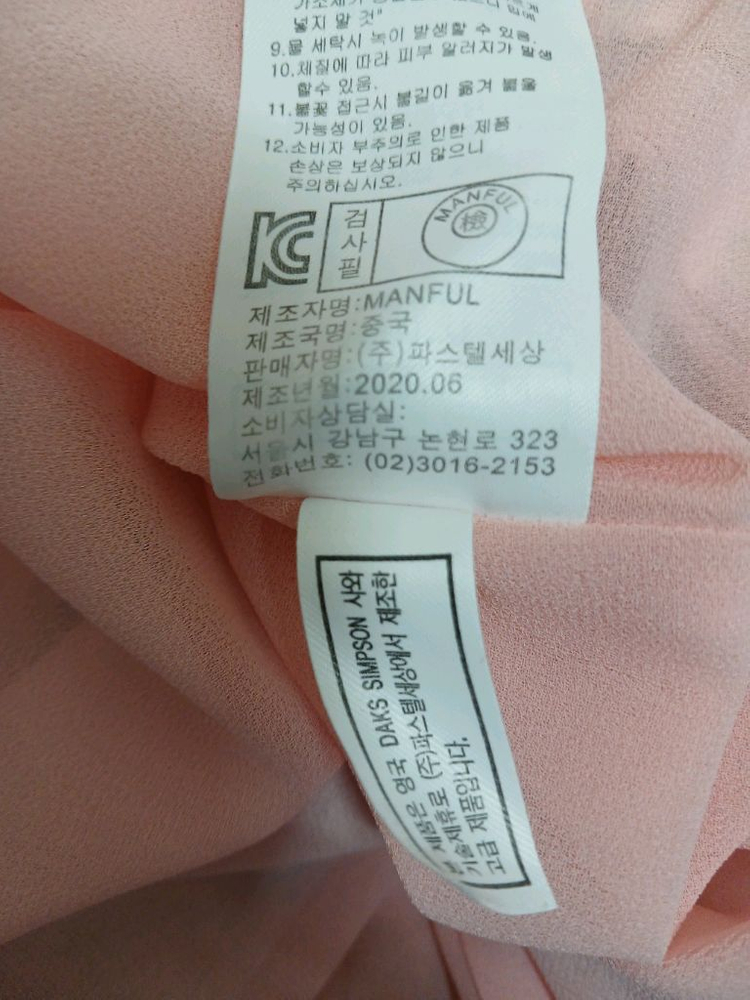 넣지 말 것"
9.물 세탁시 녹이 발생할 수 있음.
10.체질에 따라 피부 알러지가 발생
할수 있음.
11.불꽃 접근시 불길이 옮겨 붙을
가능성이 있음.
12.소비자 부주의로 인한 제품
손상은 보상되지 않으니
주의하십시오.
검사필
MANFUL
檢
제조자명:MANFUL
제조국명:중국
판매자명:(주)파스텔세상
제조년월:2020.06
소비자상담실:
서울시 강남구 논현로 323
전화번호: (02)3016-2153
본 제품은 영국 DAKS SIMPSON 사와
기술제휴로 (주)파스텔세상에서 제조한
고급 제품입니다.